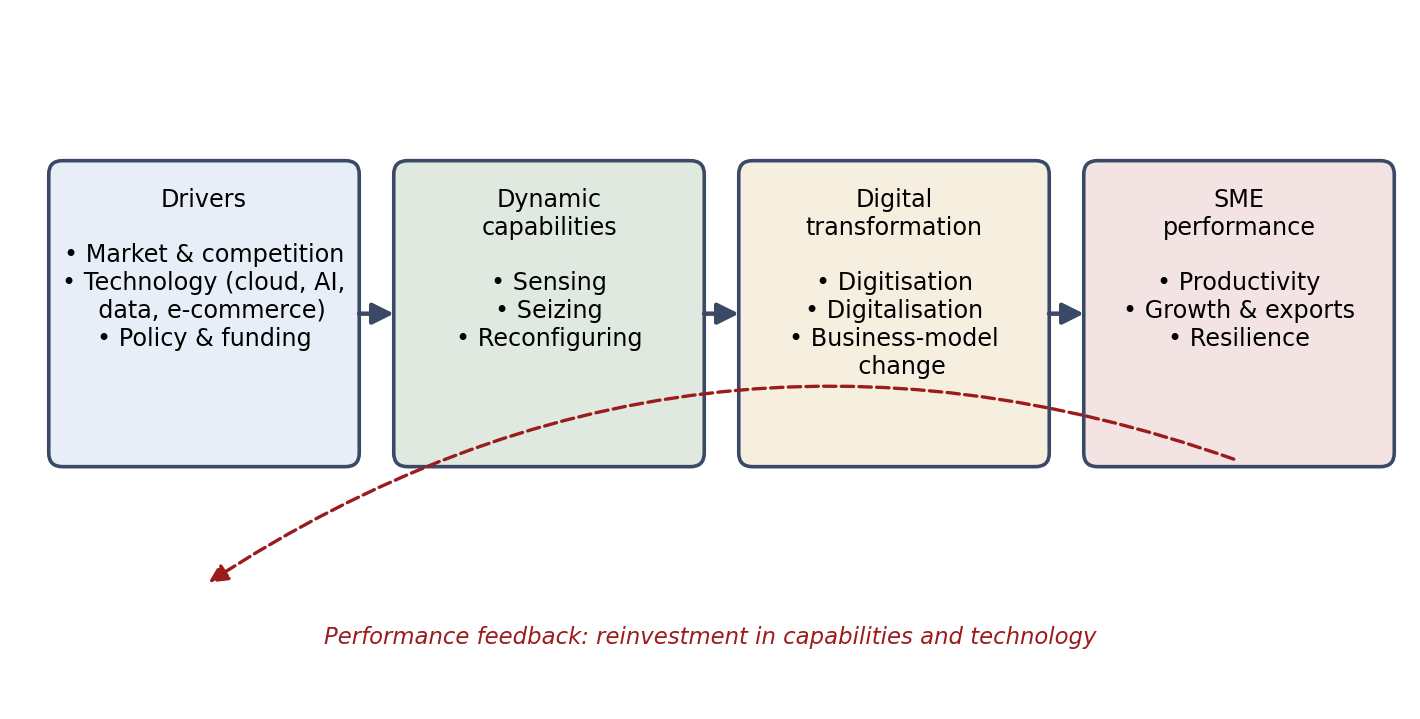 Drivers
• Market & competition
• Technology (cloud, AI,
data, e-commerce)
• Policy & funding
Dynamic
capabilities
• Sensing
• Seizing
• Reconfiguring
Digital
transformation
• Digitisation
• Digitalisation
• Business-model
change
SME
performance
• Productivity
• Growth & exports
• Resilience
Performance feedback: reinvestment in capabilities and technology